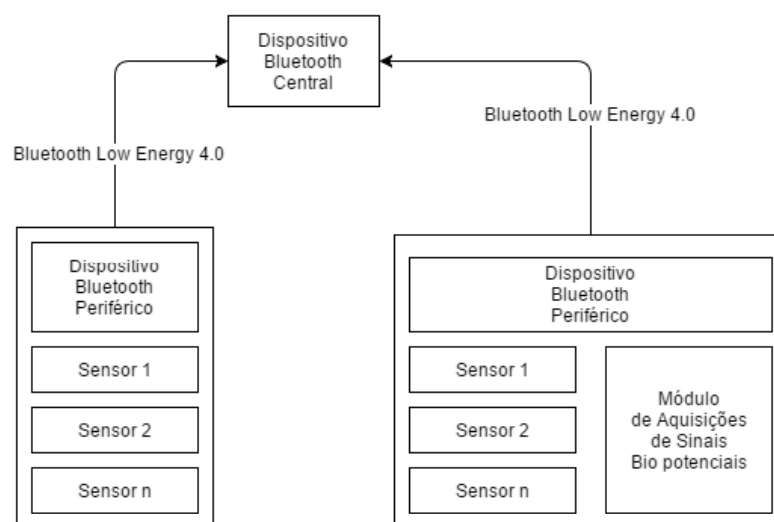 Dispositivo
Bluetooth
Central
Bluetooth Low Energy 4.0
Bluetooth Low Energy 4.0
Dispositivo
Bluetooth
Periférico
Sensor 1
Sensor 2
Sensor n
Dispositivo
Bluetooth
Periférico
Sensor 1
Sensor 2
Sensor n
Módulo
de Aquisições
de Sinais
Bio potenciais